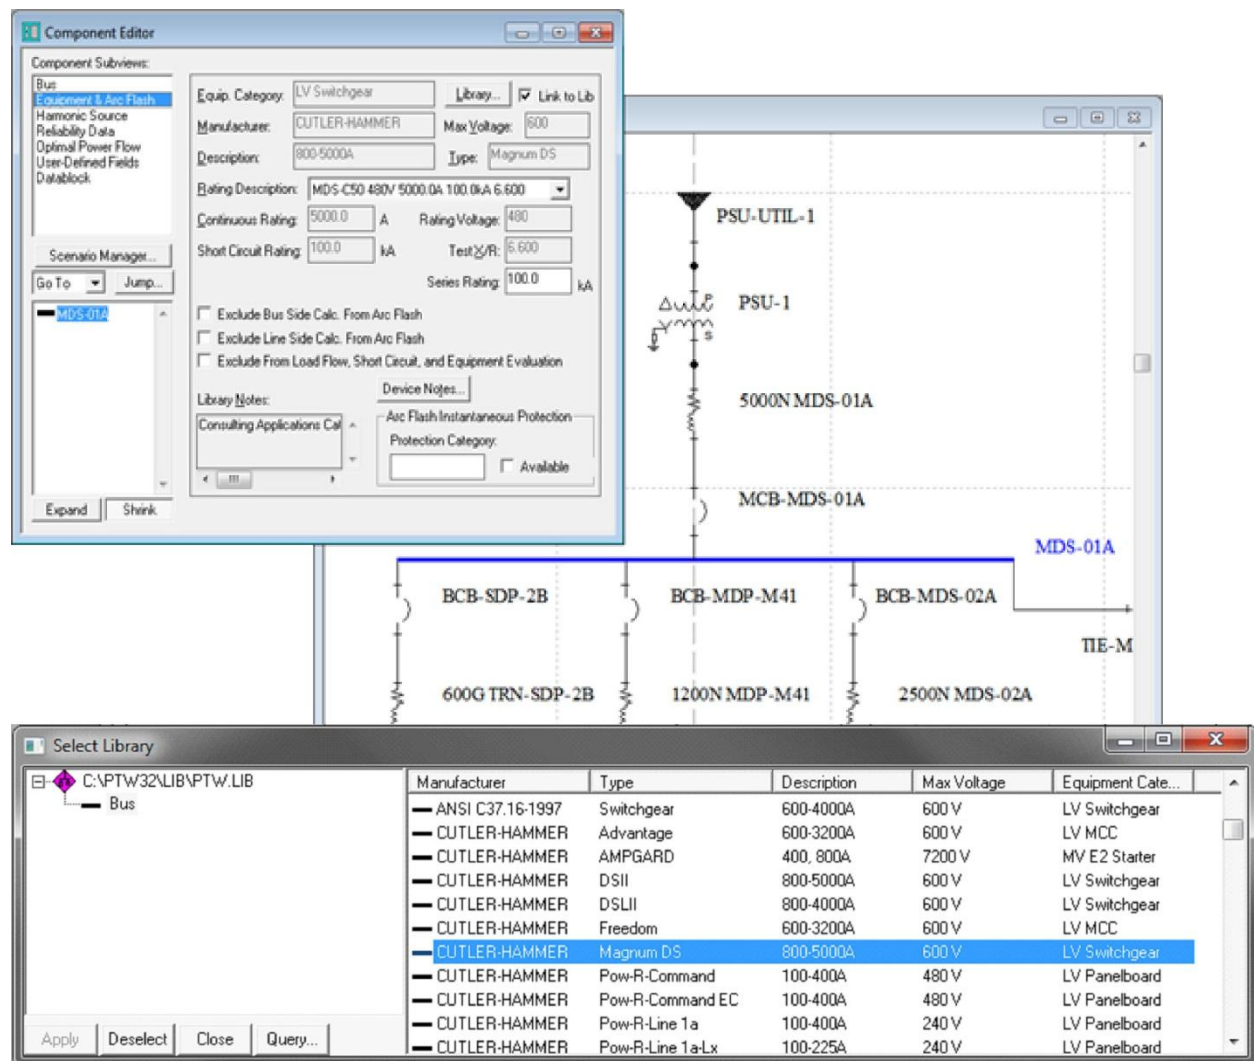 Component Editor
Component Subviews:
Bus
Equipment & Arc Flash
Harmonic Source
Reliability Data
Optimal Power Flow
User-Defined Fields
Datablock
Scenario Manager...
Go To Jump...
MDS-01A
Expand Shrink
Equip. Category: LV Switchgear Library... Link to Lib
Manufacturer: CUTLER-HAMMER Max Voltage: 600
Description: 800-5000A Type: Magnum DS
Rating Description: MDS-C50 480V 5000.0A 100.0kA 6.600
Continuous Rating: 5000.0 A Rating Voltage: 480
Short Circuit Rating: 100.0 kA Test X/R: 6.600
Series Rating: 100.0 kA
Exclude Bus Side Calc. From Arc Flash
Exclude Line Side Calc. From Arc Flash
Exclude From Load Flow, Short Circuit, and Equipment Evaluation
Device Notes...
Library Notes:
Consulting Applications Cat
Arc Flash Instantaneous Protection
Protection Category:
Available
PSU-UTIL-1
P
PSU-1
S
5000N MDS-01A
MCB-MDS-01A
MDS-01A
BCB-SDP-2B BCB-MDP-M41 BCB-MDS-02A
TIE-M
600G TRN-SDP-2B 1200N MDP-M41 2500N MDS-02A
Select Library
C:\PTW32\LIB\PTW.LIB
Bus
Apply Deselect Close Query...
Manufacturer Type Description Max Voltage Equipment Cate...
ANSI C37.16-1997 Switchgear 600-4000A 600 V LV Switchgear
CUTLER-HAMMER Advantage 600-3200A 600 V LV MCC
CUTLER-HAMMER AMPGARD 400, 800A 7200 V MV E2 Starter
CUTLER-HAMMER DSII 800-5000A 600 V LV Switchgear
CUTLER-HAMMER DSLII 800-4000A 600 V LV Switchgear
CUTLER-HAMMER Freedom 600-3200A 600 V LV MCC
CUTLER-HAMMER Magnum DS 800-5000A 600 V LV Switchgear
CUTLER-HAMMER Pow-R-Command 100-400A 480 V LV Panelboard
CUTLER-HAMMER Pow-R-Command EC 100-400A 480 V LV Panelboard
CUTLER-HAMMER Pow-R-Line 1a 100-400A 240 V LV Panelboard
CUTLER-HAMMER Pow-R-Line 1a-Lx 100-225A 240 V LV Panelboard